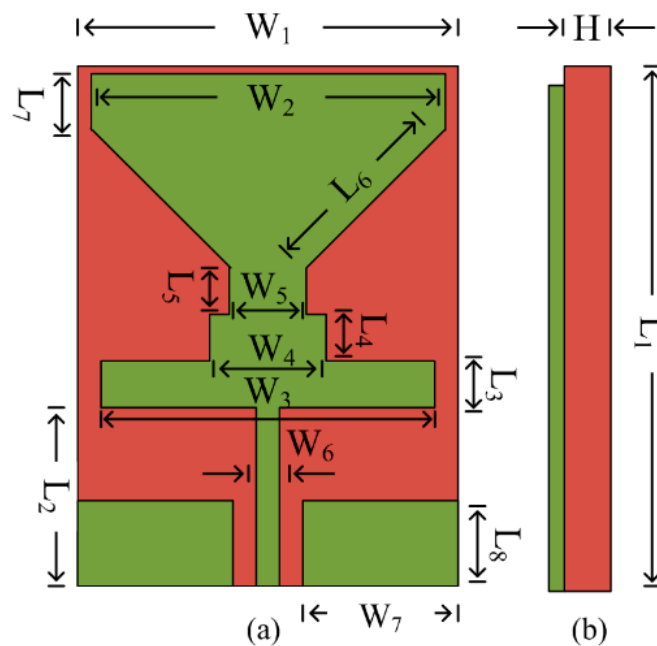 W₁ H
L₇ W₂
L₆
L₅ W₅
W₄ L₄ L₁
W₃ L₃
L₂ W₆
L₈
W₇
(a) (b)